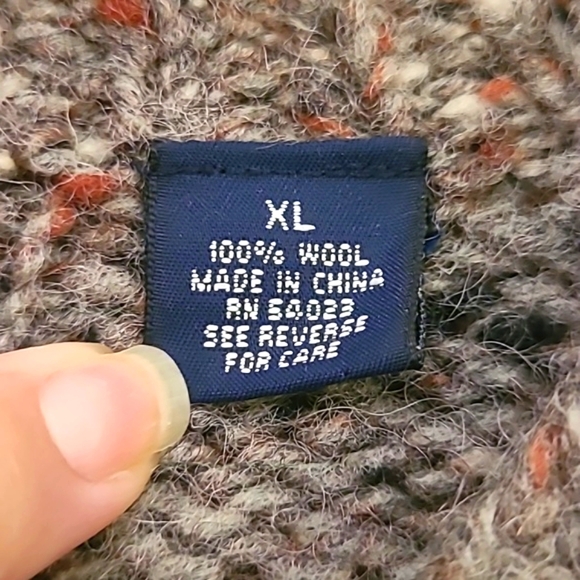 XL
100% WOOL
MADE IN CHINA
RN 54023
SEE REVERSE
FOR CARE